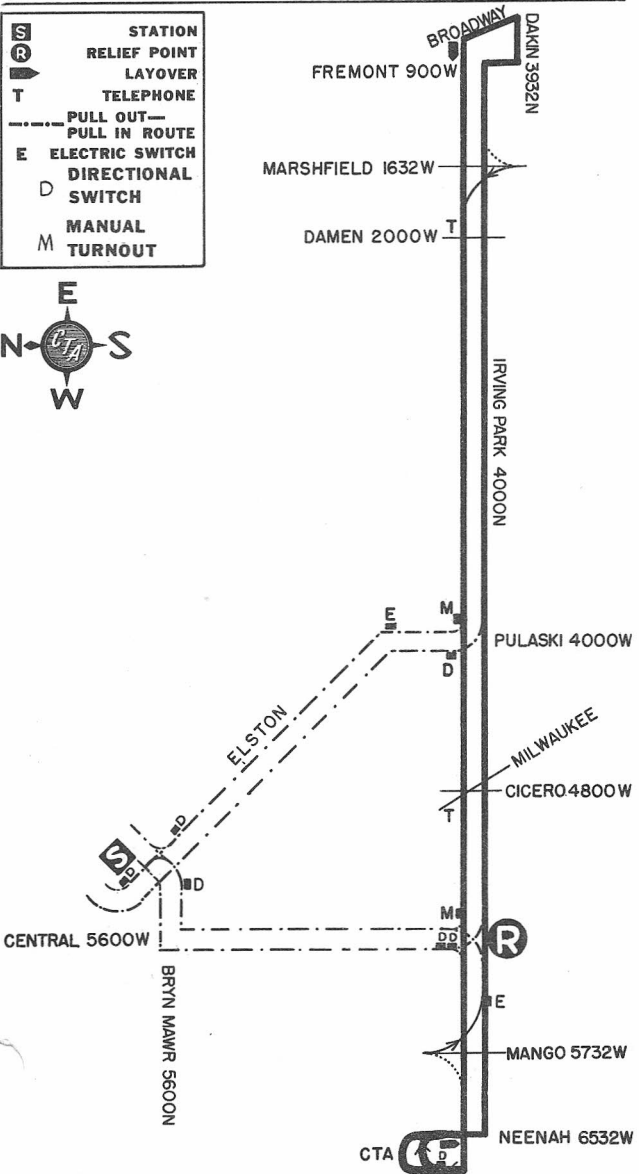 S STATION
R RELIEF POINT
LAYOVER
T TELEPHONE
PULL OUT—
PULL IN ROUTE
E ELECTRIC SWITCH
D DIRECTIONAL
SWITCH
M MANUAL
TURNOUT
E
N CTA S
W
BROADWAY
DAKIN 3932N
FREMONT 900W
MARSHFIELD 1632W
T
DAMEN 2000W
IRVING PARK 4000N
E
M
PULASKI 4000W
D
ELSTON
MILWAUKEE
CICERO 4800W
T
D
S
D
D
M
CENTRAL 5600W
DD
R
BRYN MAWR 5600N
E
MANGO 5732W
NEENAH 6532W
CTA
D